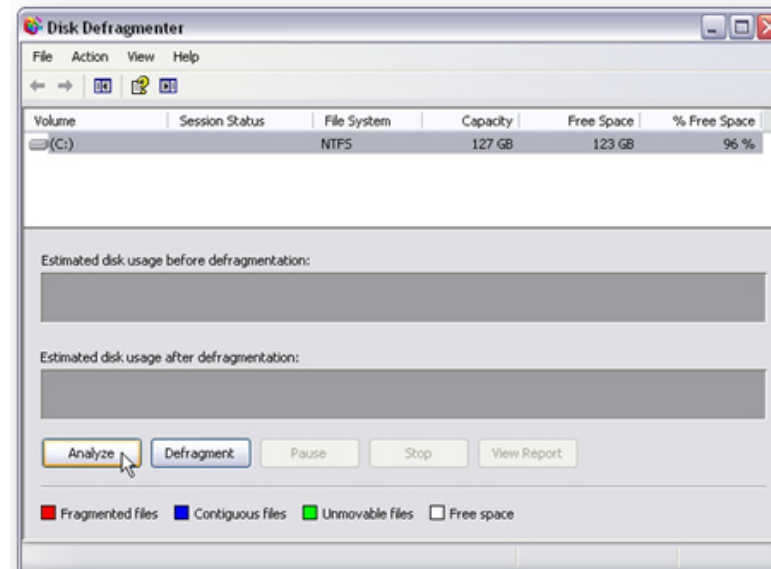 Disk Defragmenter
File Action View Help
Volume Session Status File System Capacity Free Space % Free Space
(C:) NTFS 127 GB 123 GB 96 %
Estimated disk usage before defragmentation:
Estimated disk usage after defragmentation:
Analyze Defragment Pause Stop View Report
Fragmented files Contiguous files Unmovable files Free space